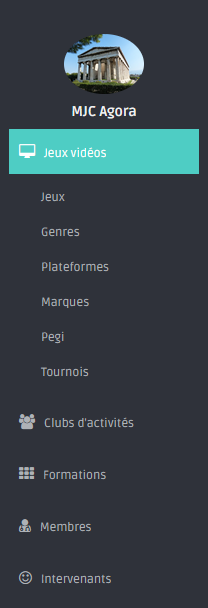 MJC Agora
Jeux vidéos
Jeux
Genres
Plateformes
Marques
Pegi
Tournois
Clubs d'activités
Formations
Membres
Intervenants